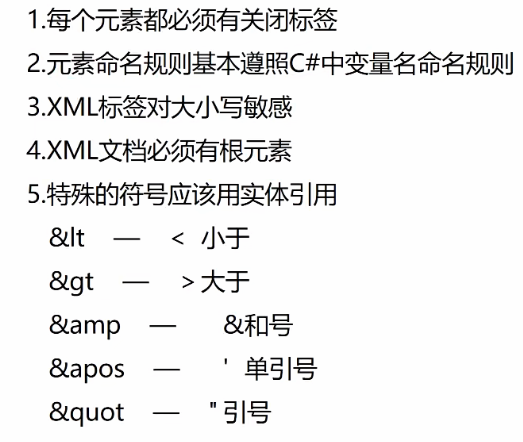 1.每个元素都必须有关闭标签
2.元素命名规则基本遵照C#中变量名命名规则
3.XML标签对大小写敏感
4.XML文档必须有根元素
5.特殊的符号应该用实体引用
&lt — < 小于
&gt — > 大于
&amp — &和号
&apos — ' 单引号
&quot — " 引号